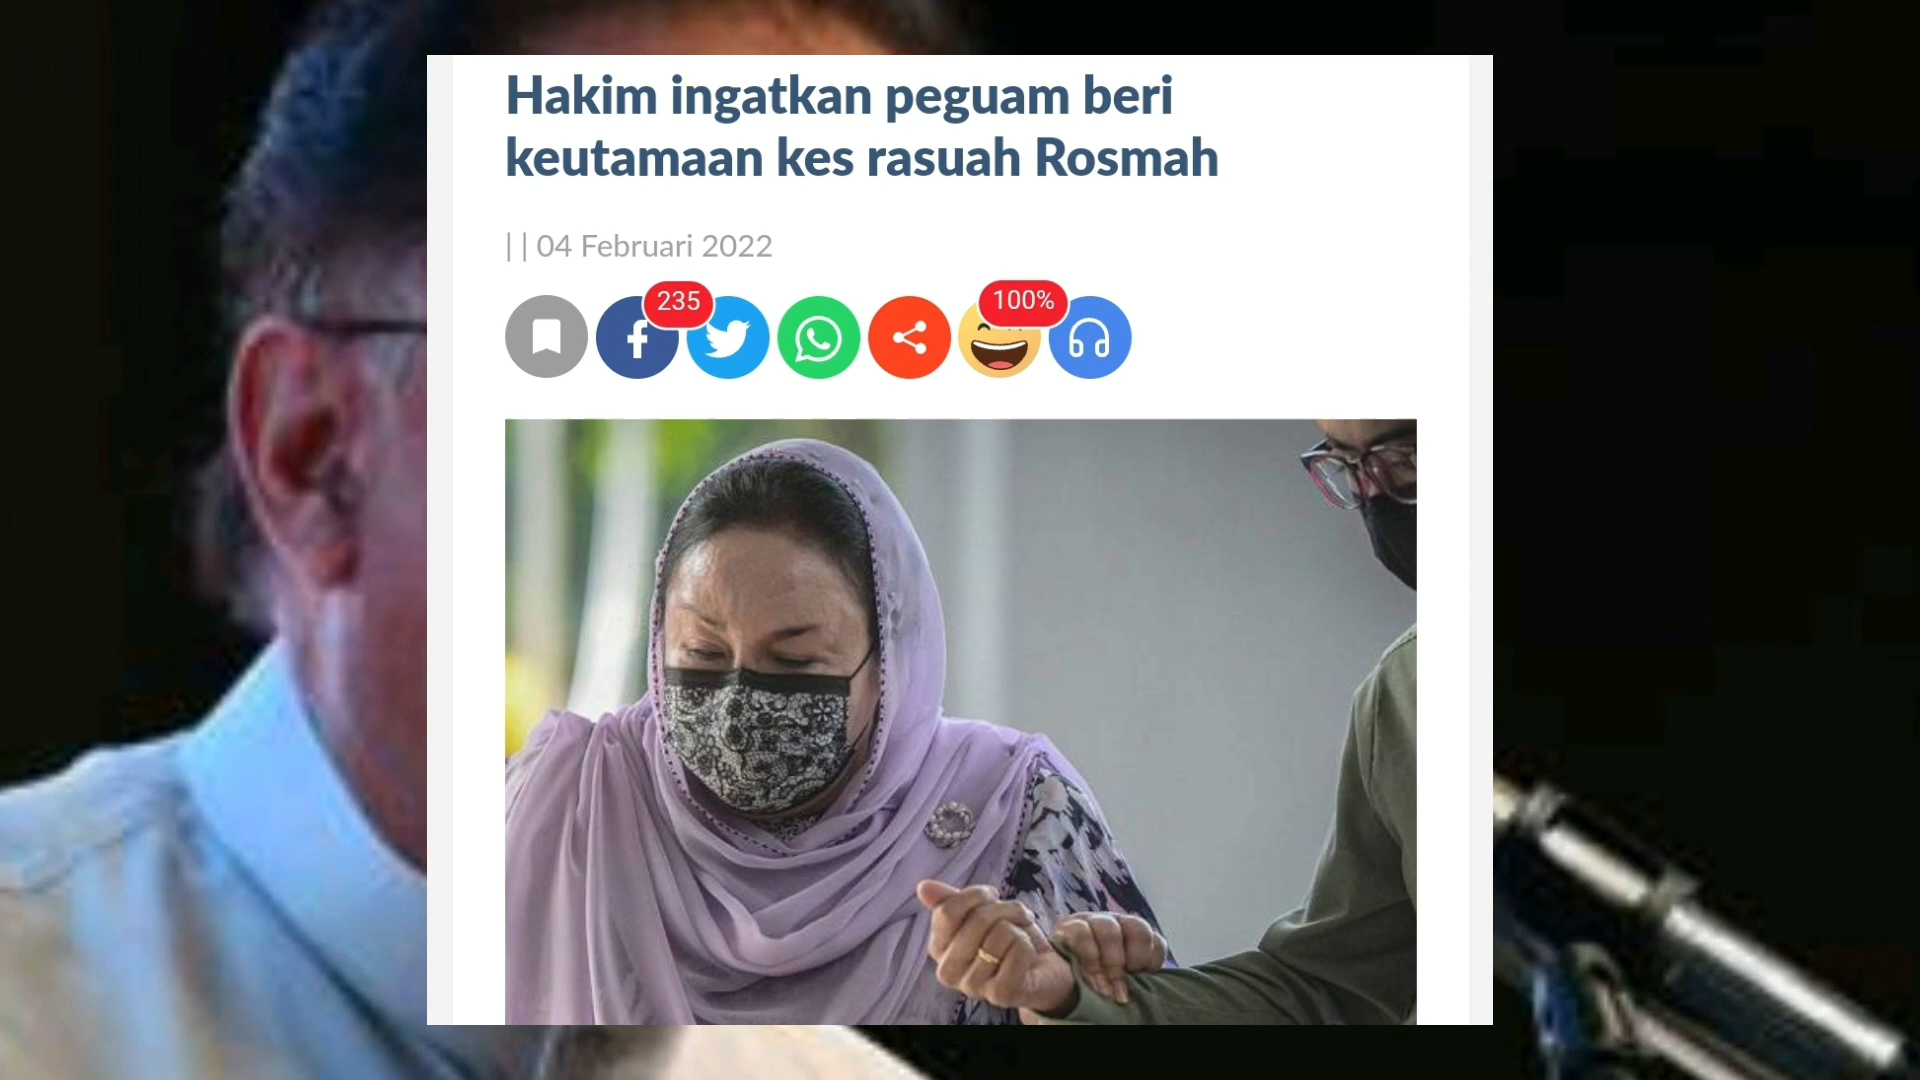 Hakim ingatkan peguam beri
keutamaan kes rasuah Rosmah
| | 04 Februari 2022
235
100%